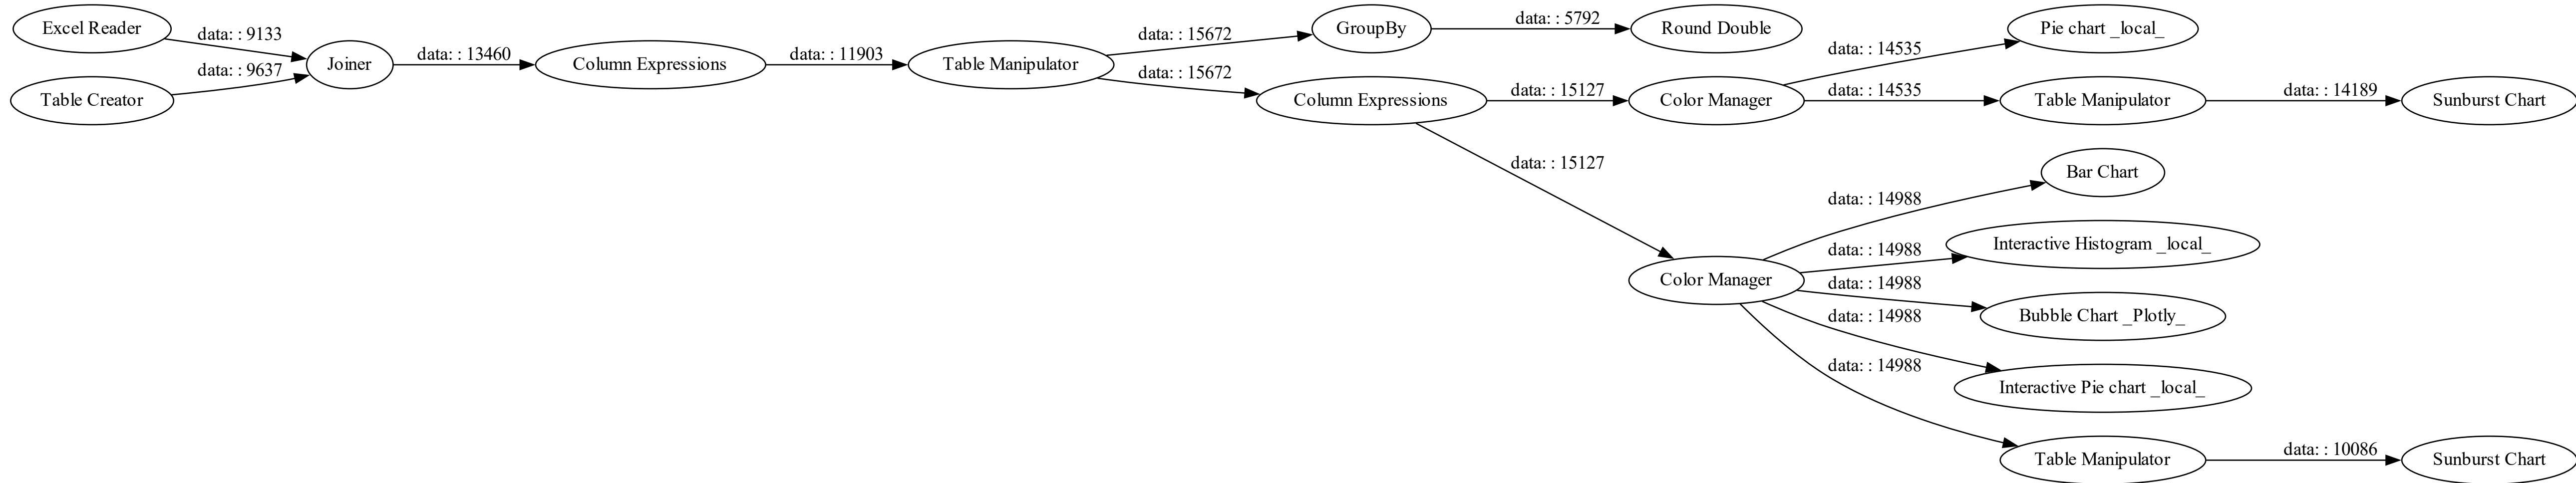 Excel Reader
data: : 9133
Table Creator
data: : 9637
Joiner
data: : 13460
Column Expressions
data: : 11903
Table Manipulator
data: : 15672
data: : 15672
GroupBy
data: : 5792
Round Double
Column Expressions
data: : 15127
data: : 15127
Color Manager
data: : 14535
data: : 14535
Pie chart _local_
Table Manipulator
data: : 14189
Sunburst Chart
Color Manager
data: : 14988
data: : 14988
data: : 14988
data: : 14988
data: : 14988
Bar Chart
Interactive Histogram _local_
Bubble Chart _Plotly_
Interactive Pie chart _local_
Table Manipulator
data: : 10086
Sunburst Chart